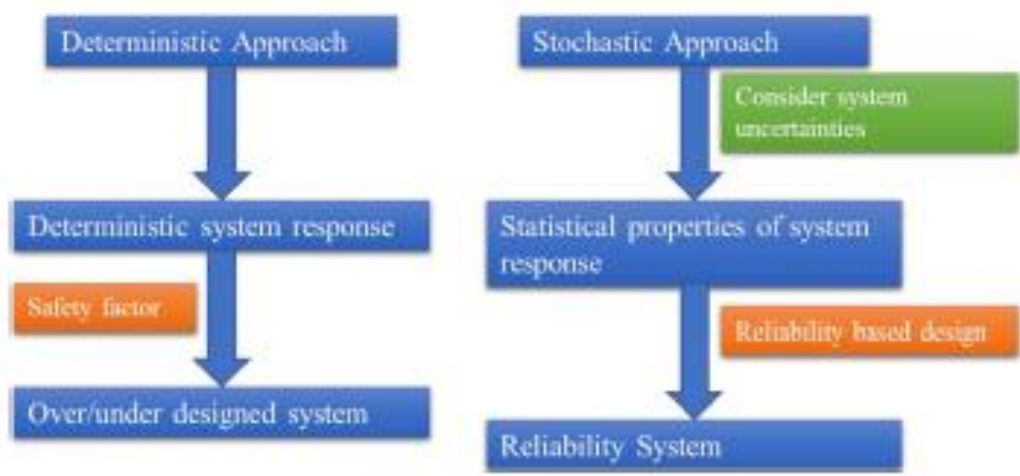 Deterministic Approach
Deterministic system response
Safety factor
Over/under designed system
Stochastic Approach
Consider system
uncertainties
Statistical properties of system
response
Reliability based design
Reliability System